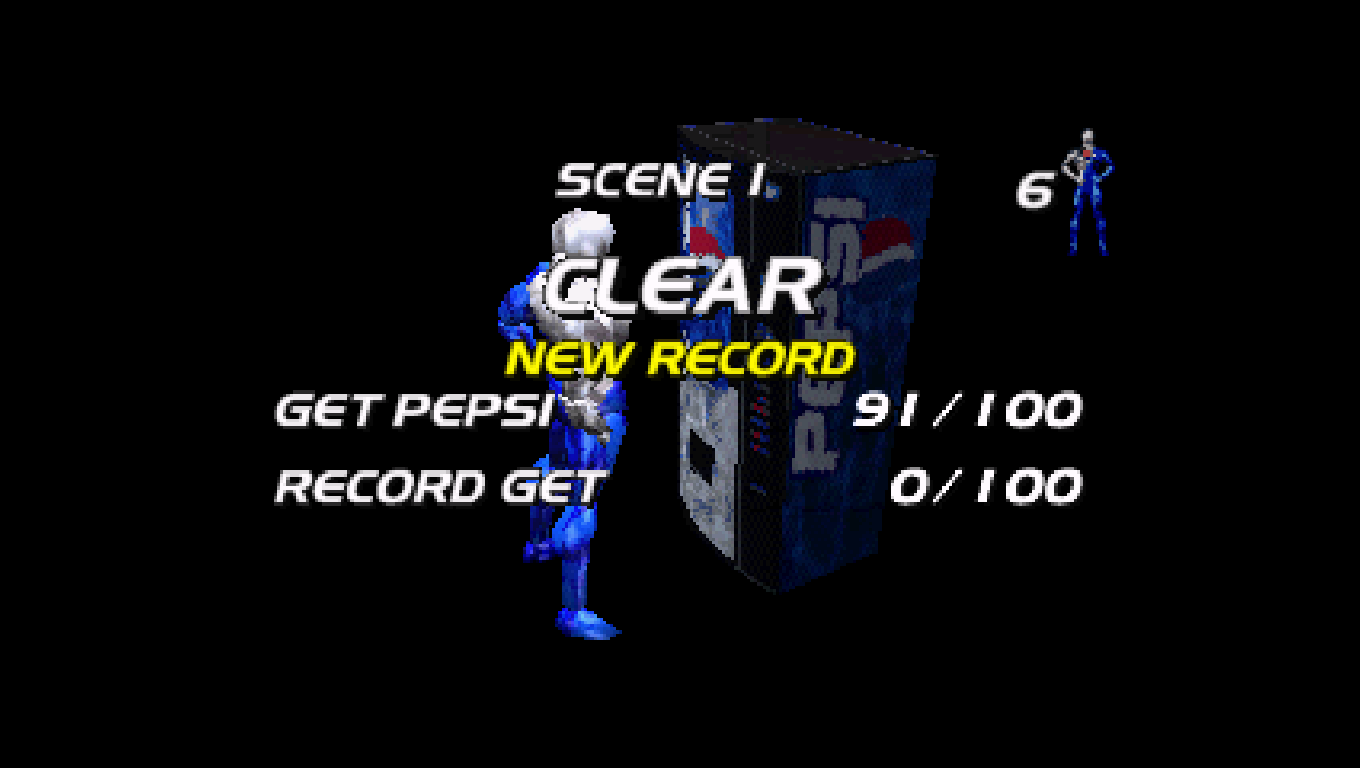 SCENE 1.
6
CLEAR
NEW RECORD
GET PEPSI 91/100
RECORD GET 0/100
PEPSI